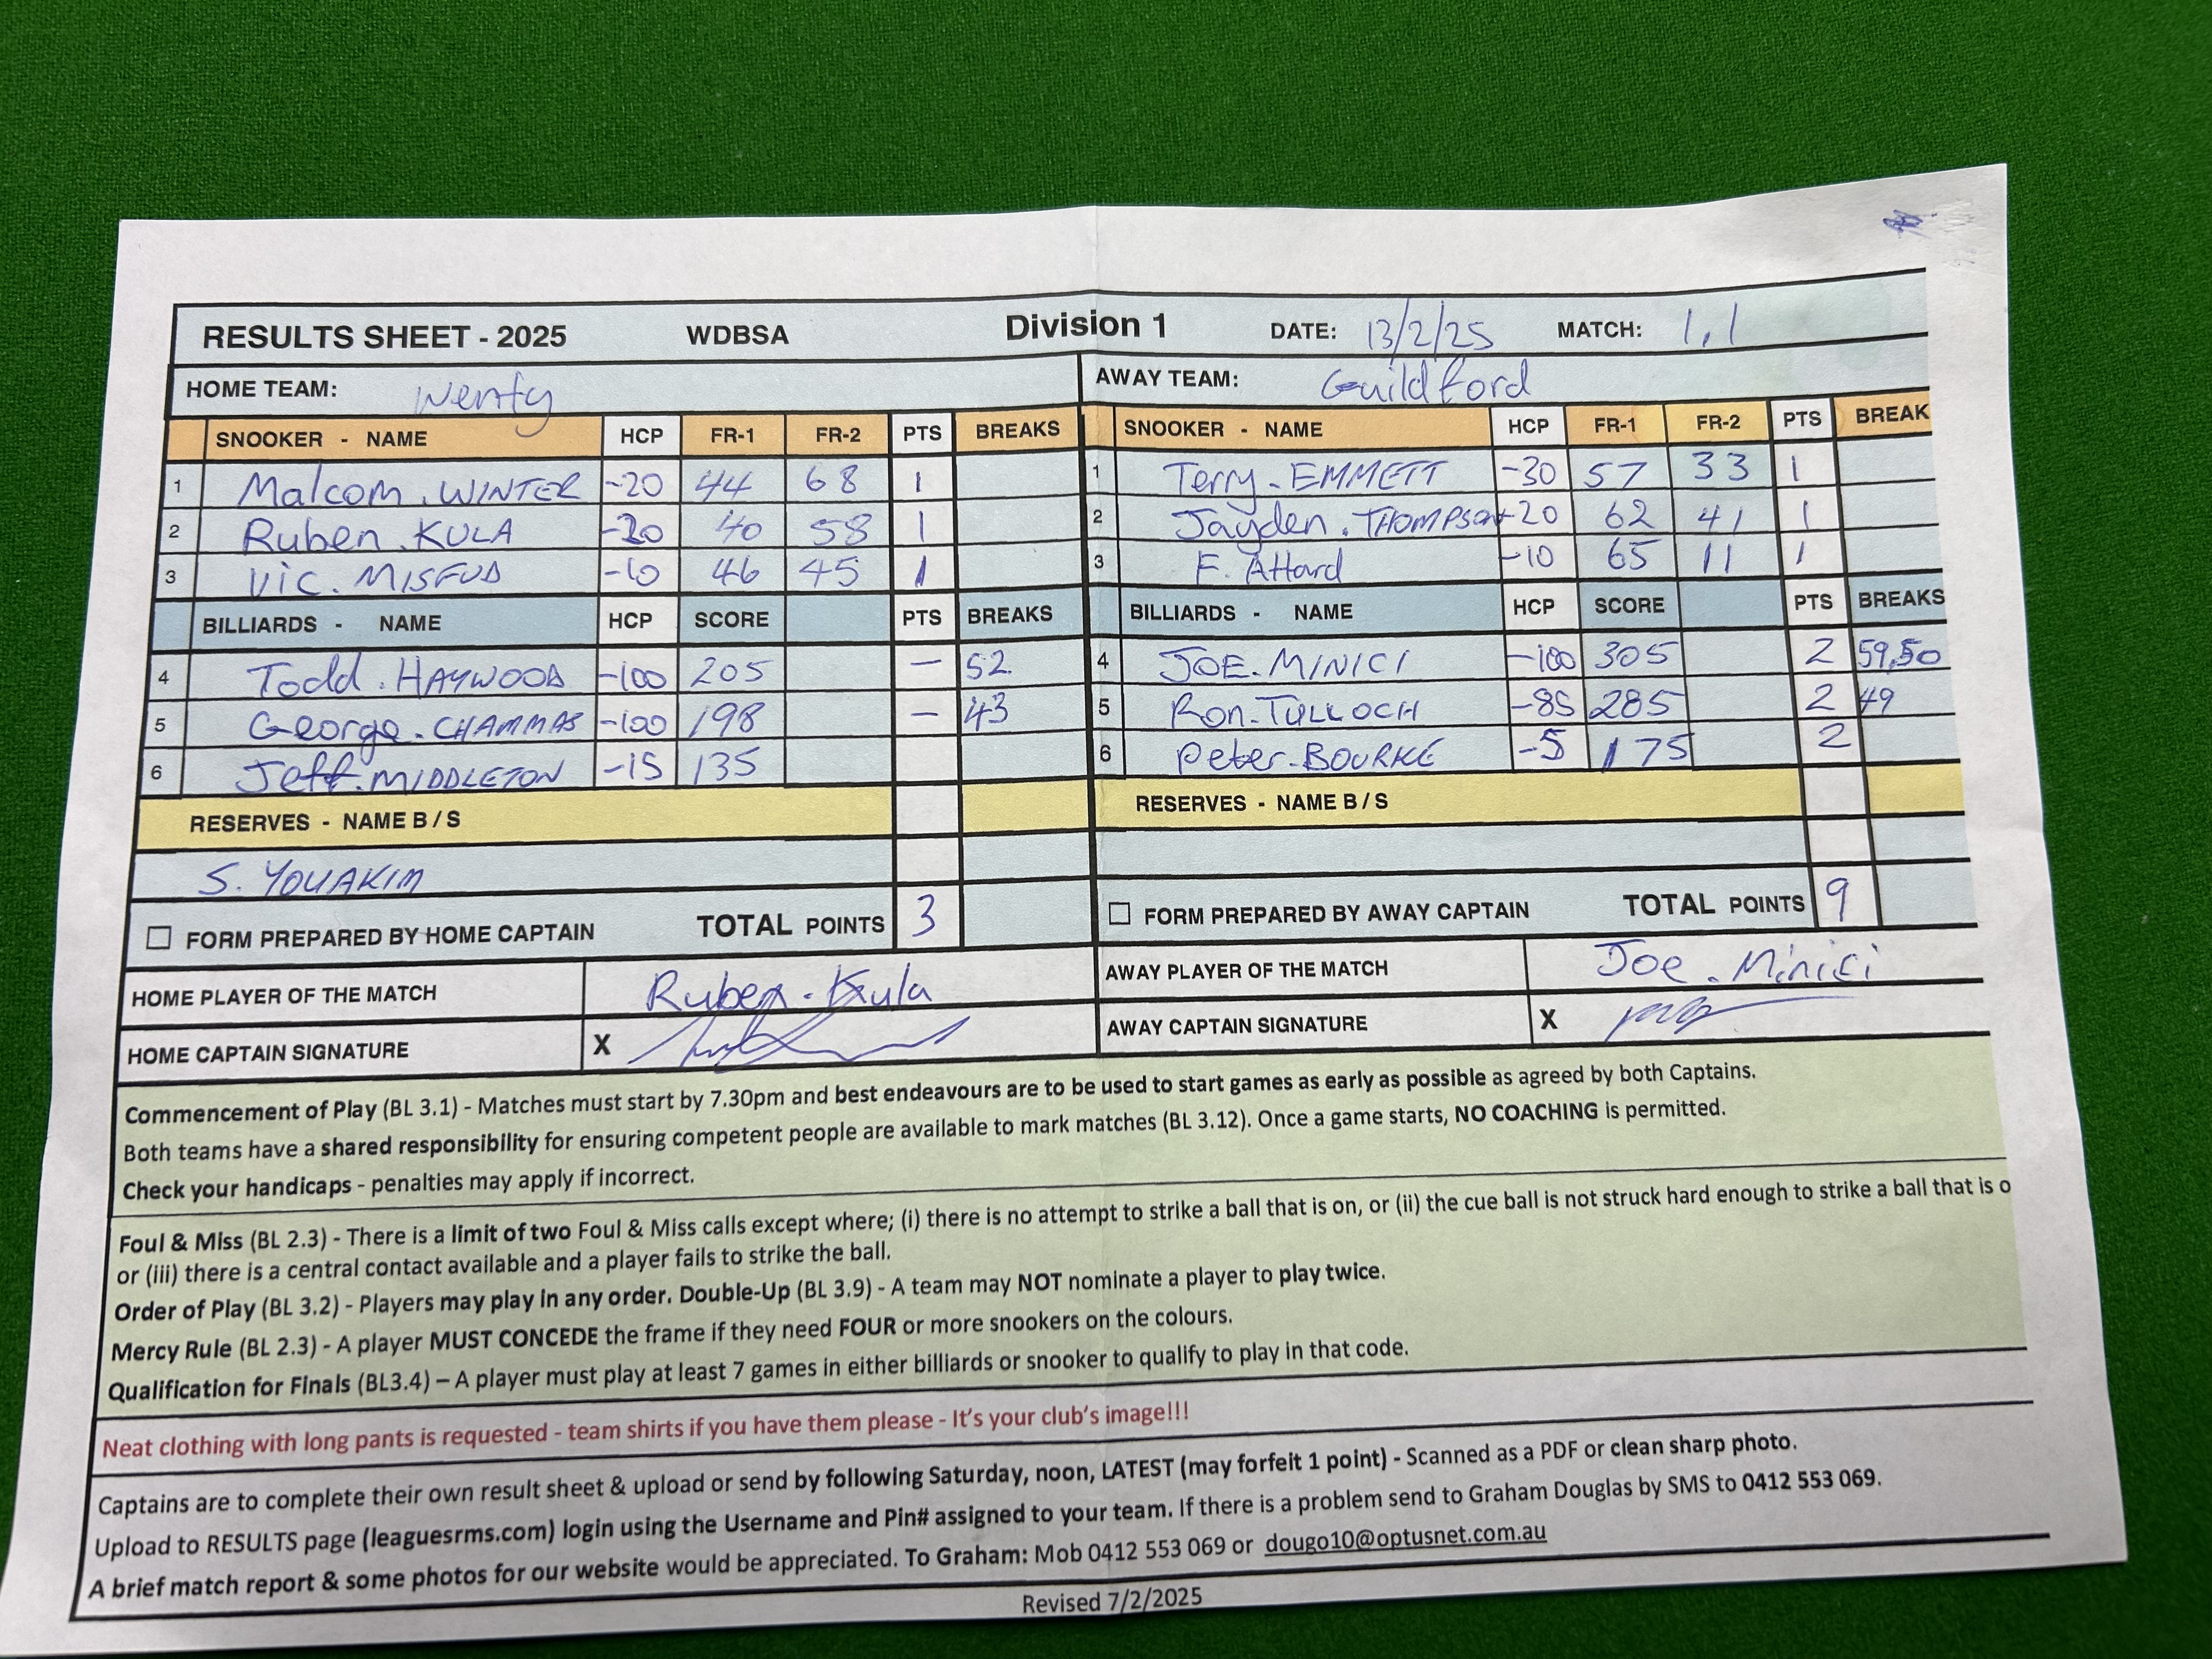 RESULTS SHEET - 2025 WDBSA Division 1 DATE: 13/2/25 MATCH: 1.1
HOME TEAM: Wenty AWAY TEAM: Guildford
SNOOKER - NAME HCP FR-1 FR-2 PTS BREAKS SNOOKER - NAME HCP FR-1 FR-2 PTS BREAK
1 Malcom. WINTER -20 44 68 1 1 Terry - EMMETT -30 57 33 1
2 Ruben. KULA -20 40 58 1 2 Jayden. THOMPSON -20 62 41 1
3 Vic. MISFUD -10 46 45 1 3 F. Attard -10 65 11 1
BILLIARDS - NAME HCP SCORE PTS BREAKS BILLIARDS - NAME HCP SCORE PTS BREAKS
4 Todd. HAYWOOD -100 205 — 52 4 JOE. MINICI -100 305 2 59,50
5 George. CHAMMAS -100 198 — 43 5 Ron. TULLOCH -85 285 2 49
6 Jeff. MIDDLETON -15 135 6 Peter. BOURKE -5 175 2
RESERVES - NAME B / S RESERVES - NAME B / S
S. YOUAKIM
FORM PREPARED BY HOME CAPTAIN TOTAL POINTS 3 FORM PREPARED BY AWAY CAPTAIN TOTAL POINTS 9
HOME PLAYER OF THE MATCH Ruben. Kula AWAY PLAYER OF THE MATCH Joe. Minici
HOME CAPTAIN SIGNATURE X AWAY CAPTAIN SIGNATURE X
Commencement of Play (BL 3.1) - Matches must start by 7.30pm and best endeavours are to be used to start games as early as possible as agreed by both Captains.
Both teams have a shared responsibility for ensuring competent people are available to mark matches (BL 3.12). Once a game starts, NO COACHING is permitted.
Check your handicaps - penalties may apply if incorrect.
Foul & Miss (BL 2.3) - There is a limit of two Foul & Miss calls except where; (i) there is no attempt to strike a ball that is on, or (ii) the cue ball is not struck hard enough to strike a ball that is o
or (iii) there is a central contact available and a player fails to strike the ball.
Order of Play (BL 3.2) - Players may play in any order. Double-Up (BL 3.9) - A team may NOT nominate a player to play twice.
Mercy Rule (BL 2.3) - A player MUST CONCEDE the frame if they need FOUR or more snookers on the colours.
Qualification for Finals (BL3.4) – A player must play at least 7 games in either billiards or snooker to qualify to play in that code.
Neat clothing with long pants is requested - team shirts if you have them please - It's your club's image!!!
Captains are to complete their own result sheet & upload or send by following Saturday, noon, LATEST (may forfeit 1 point) - Scanned as a PDF or clean sharp photo.
Upload to RESULTS page (leaguesrms.com) login using the Username and Pin# assigned to your team. If there is a problem send to Graham Douglas by SMS to 0412 553 069.
A brief match report & some photos for our website would be appreciated. To Graham: Mob 0412 553 069 or dougo10@optusnet.com.au
Revised 7/2/2025